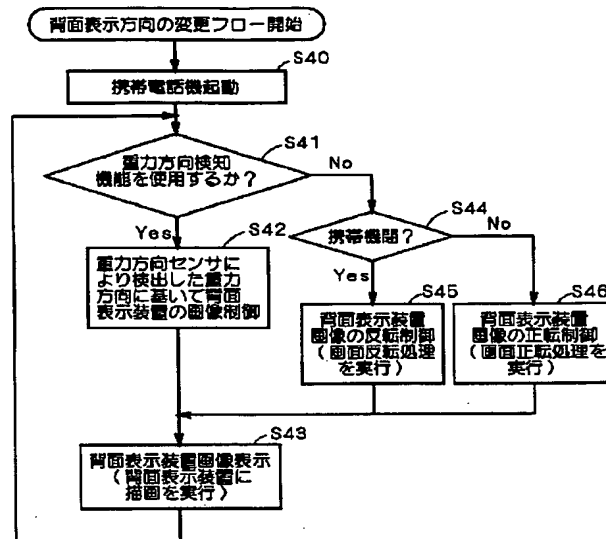 背面表示方向の変更フロー開始
S40
携帯電話機起動
S41
重力方向検知
機能を使用するか？
No
Yes
S42
重力方向センサに
より検出した重力
方向に基いて背面
表示装置の画像制御
S44
携帯機閉？
No
Yes
S45
背面表示装置
画像の反転制御
（画面反転処理
を実行）
S46
背面表示装置
画像の正転制御
（画面正転処理を
実行）
S43
背面表示装置画像表示
（背面表示装置に
描画を実行）